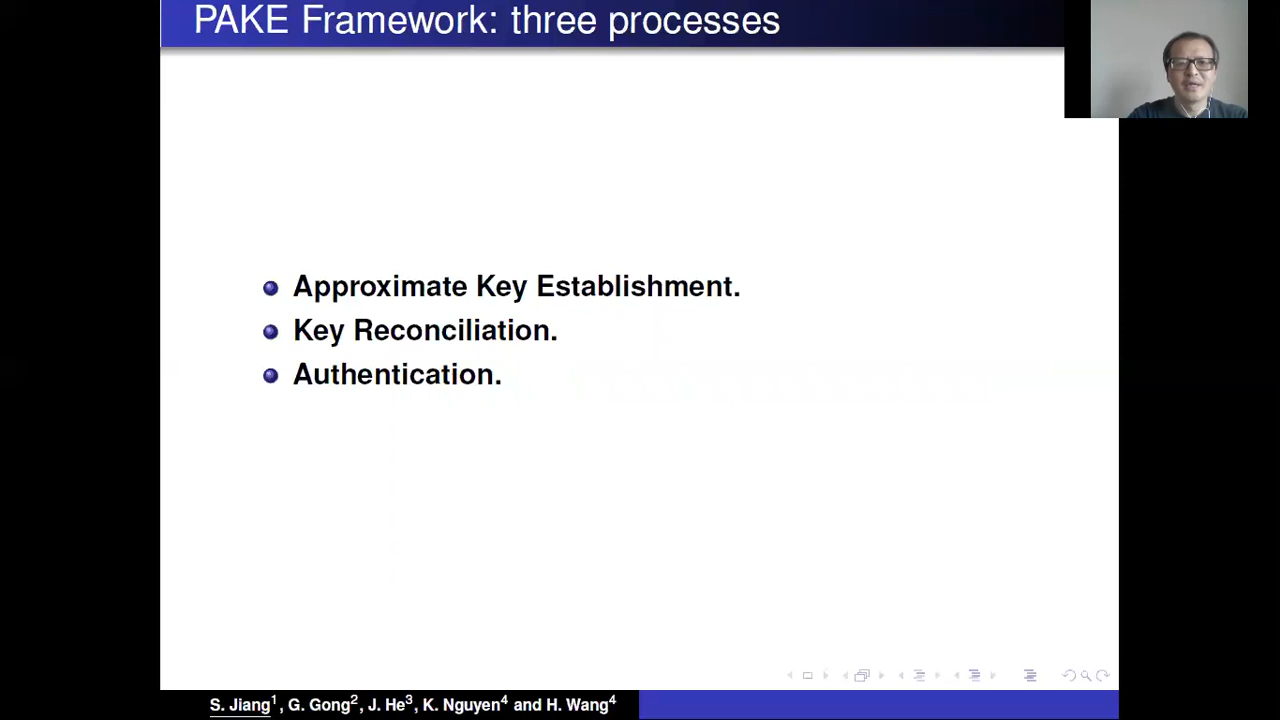 PAKE Framework: three processes
Approximate Key Establishment.
Key Reconciliation.
Authentication.
S. Jiang¹, G. Gong², J. He³, K. Nguyen⁴ and H. Wang⁴